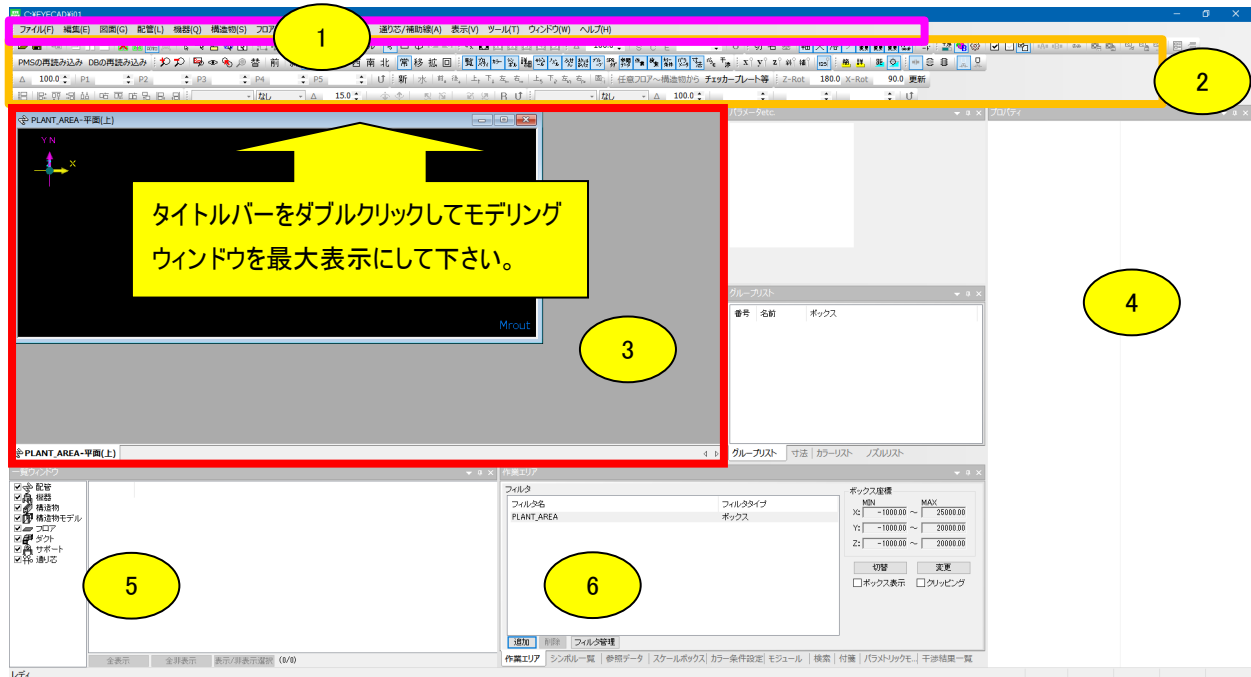 C:¥EYECAD¥i01
ファイル(F) 編集(E) 図面(G) 配管(L) 機器(Q) 構造物(S) フロア 通り芯/補助線(A) 表示(V) ツール(T) ウィンドウ(W) ヘルプ(H)
1
2
PMSの再読み込み DBの再読み込み 替 前 西 南 北 常 移 拡 回
△ 100.0 P1 P2 P3 P4 P5 新 水 任意フロア～構造物から チェッカープレート等 Z-Rot 180.0 X-Rot 90.0 更新
なし △ 15.0 R なし △ 100.0
PLANT_AREA-平面(上)
パラメータetc.
プロパティ
Y N
Z X
タイトルバーをダブルクリックしてモデリング
ウィンドウを最大表示にして下さい。
Mrout
3
4
グループリスト
番号 名前 ボックス
PLANT_AREA-平面(上)
グループリスト 寸法 カラーリスト ノズルリスト
一覧ウィンドウ
配管
機器
構造物
構造物モデル
フロア
ダクト
サポート
通り芯
5
全表示 全非表示 表示/非表示選択 (0/0)
作業エリア
フィルタ
フィルタ名 フィルタタイプ
PLANT_AREA ボックス
6
ボックス座標
MIN MAX
X: -1000.00 ～ 25000.00
Y: -1000.00 ～ 20000.00
Z: -1000.00 ～ 20000.00
切替 変更
ボックス表示 クリッピング
追加 削除 フィルタ管理
作業エリア シンボル一覧 参照データ スケールボックス カラー条件設定 モジュール 検索 付箋 パラメトリックモ... 干渉結果一覧
レディ